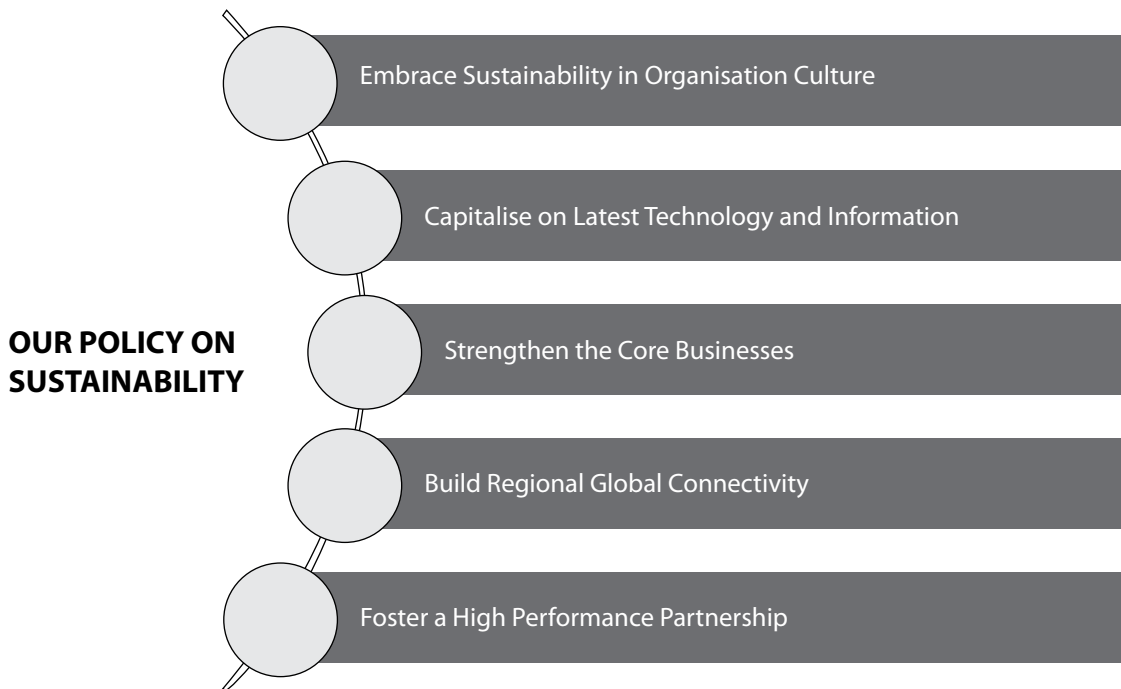 OUR POLICY ON
SUSTAINABILITY
Embrace Sustainability in Organisation Culture
Capitalise on Latest Technology and Information
Strengthen the Core Businesses
Build Regional Global Connectivity
Foster a High Performance Partnership